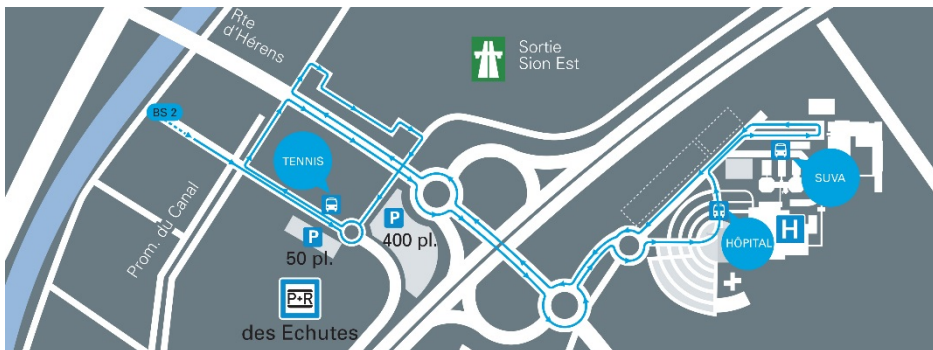 Rte
d'Hérens
Sortie
Sion Est
BS 2
TENNIS
SUVA
Prom. du Canal
P
400 pl.
P
50 pl.
H
HÔPITAL
P+R
des Echutes